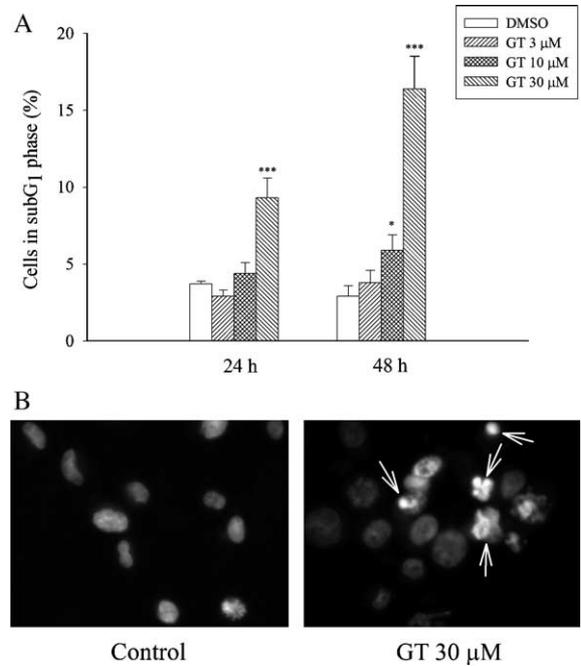 A
DMSO
GT 3 μM
GT 10 μM
GT 30 μM
Cells in subG1 phase (%)
20
15
10
5
0
***
*
***
24 h
48 h
B
Control
GT 30 μM